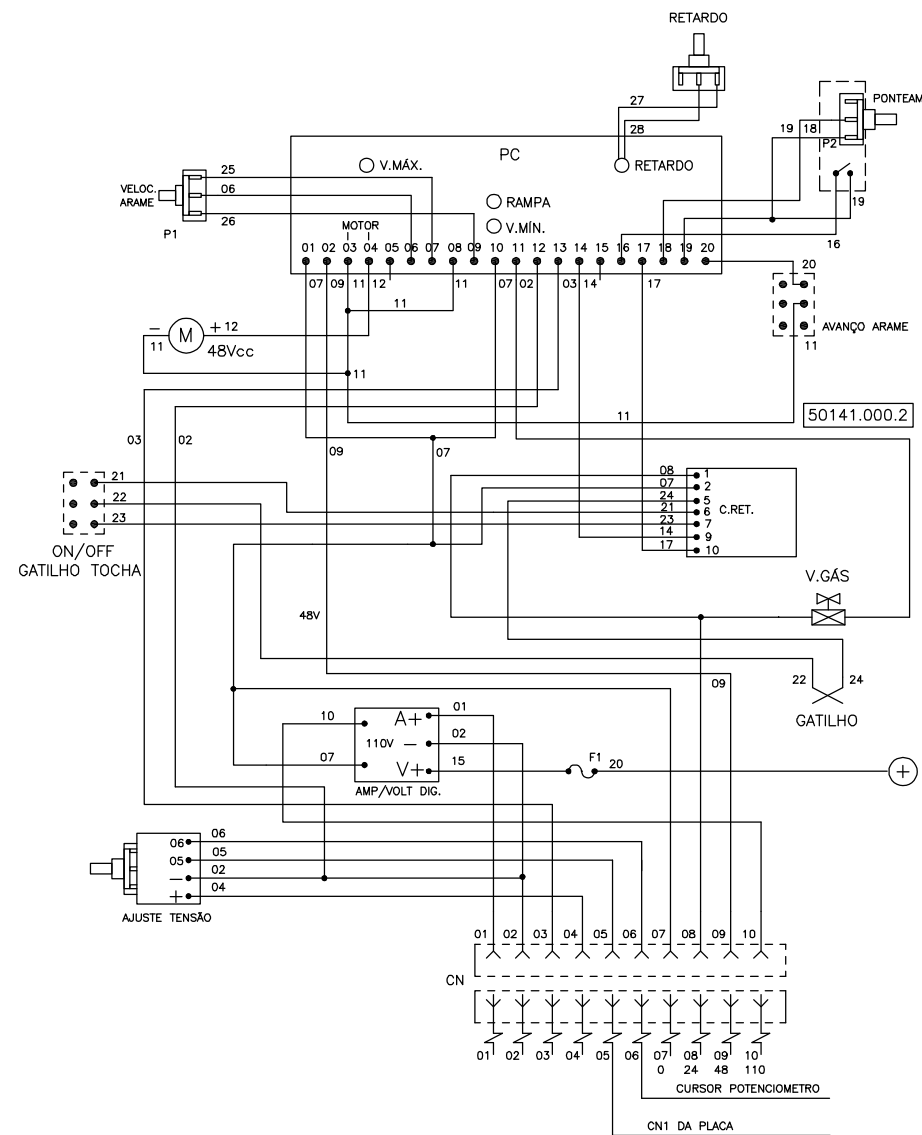 RETARDO
27
28
PONTEAM
19 18
P2
19
16
PC
V.MÁX.
RETARDO
RAMPA
V.MÍN.
25
06
26
VELOC.
ARAME
P1
MOTOR
01 02 03 04 05 06 07 08 09 10 11 12 13 14 15 16 17 18 19 20
07 09 11 12 11 07 02 03 14 17
20
AVANÇO ARAME
11
11
− + 12
M
11
48Vcc
11
11
50141.000.2
03 02
09 07
21
22
23
ON/OFF
GATILHO TOCHA
08 1
07 2
24 5
21 6
23 7
14 9
17 10
C.RET.
V.GÁS
48V
09
22 24
GATILHO
10 A+ 01
110V − 02
07 V+ 15
AMP/VOLT DIG.
F1
20
+
06 06
05 05
− 02
+ 04
AJUSTE TENSÃO
01 02 03 04 05 06 07 08 09 10
CN
01 02 03 04 05 06 07 08 09 10
0 24 48 110
CURSOR POTENCIOMETRO
CN1 DA PLACA